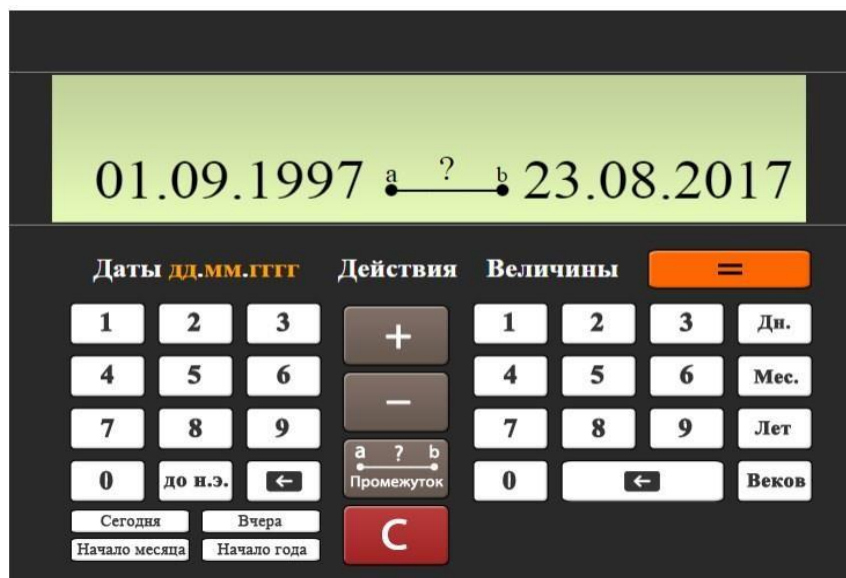 01.09.1997 a ? b 23.08.2017
Даты дд.мм.гггг Действия Величины =
1 2 3 + 1 2 3 Дн.
4 5 6 − 4 5 6 Мес.
7 8 9 a ? b Промежуток 7 8 9 Лет
0 до н.э. ← 0 ← Веков
Сегодня Вчера C
Начало месяца Начало года